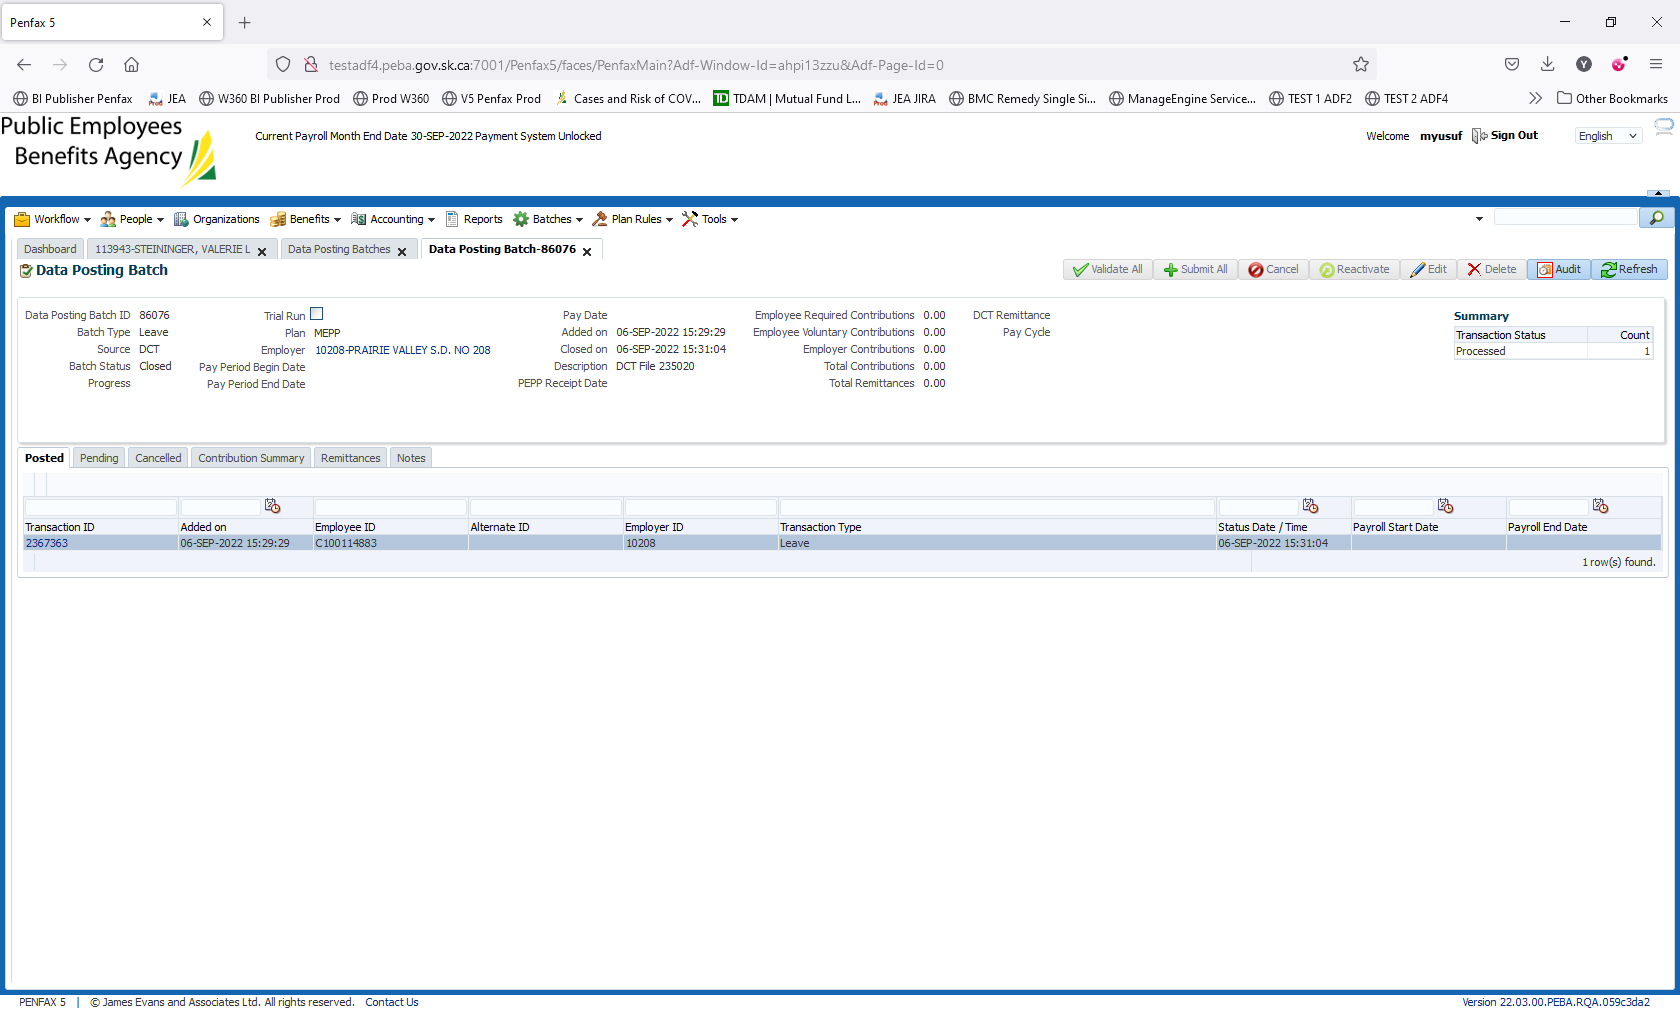 Penfax 5
testadf4.peba.gov.sk.ca:7001/Penfax5/faces/PenfaxMain?Adf-Window-Id=ahpi13zzu&Adf-Page-Id=0
BI Publisher Penfax JEA W360 BI Publisher Prod Prod W360 V5 Penfax Prod Cases and Risk of COV... TDAM | Mutual Fund L... JEA JIRA BMC Remedy Single Si... ManageEngine Service... TEST 1 ADF2 TEST 2 ADF4 Other Bookmarks
Public Employees
Benefits Agency
Current Payroll Month End Date 30-SEP-2022 Payment System Unlocked
Welcome myusuf Sign Out English
Workflow People Organizations Benefits Accounting Reports Batches Plan Rules Tools
Dashboard 113943-STEININGER, VALERIE L Data Posting Batches Data Posting Batch-86076
Data Posting Batch
Validate All Submit All Cancel Reactivate Edit Delete Audit Refresh
Data Posting Batch ID 86076
Batch Type Leave
Source DCT
Batch Status Closed
Progress
Trial Run
Plan MEPP
Employer 10208-PRAIRIE VALLEY S.D. NO 208
Pay Period Begin Date
Pay Period End Date
Pay Date
Added on 06-SEP-2022 15:29:29
Closed on 06-SEP-2022 15:31:04
Description DCT File 235020
PEPP Receipt Date
Employee Required Contributions 0.00
Employee Voluntary Contributions 0.00
Employer Contributions 0.00
Total Contributions 0.00
Total Remittances 0.00
DCT Remittance
Pay Cycle
Summary
Transaction Status Count
Processed 1
Posted Pending Cancelled Contribution Summary Remittances Notes
Transaction ID Added on Employee ID Alternate ID Employer ID Transaction Type Status Date / Time Payroll Start Date Payroll End Date
2367363 06-SEP-2022 15:29:29 C100114883 10208 Leave 06-SEP-2022 15:31:04
1 row(s) found.
PENFAX 5 | © James Evans and Associates Ltd. All rights reserved. Contact Us
Version 22.03.00.PEBA.RQA.059c3da2